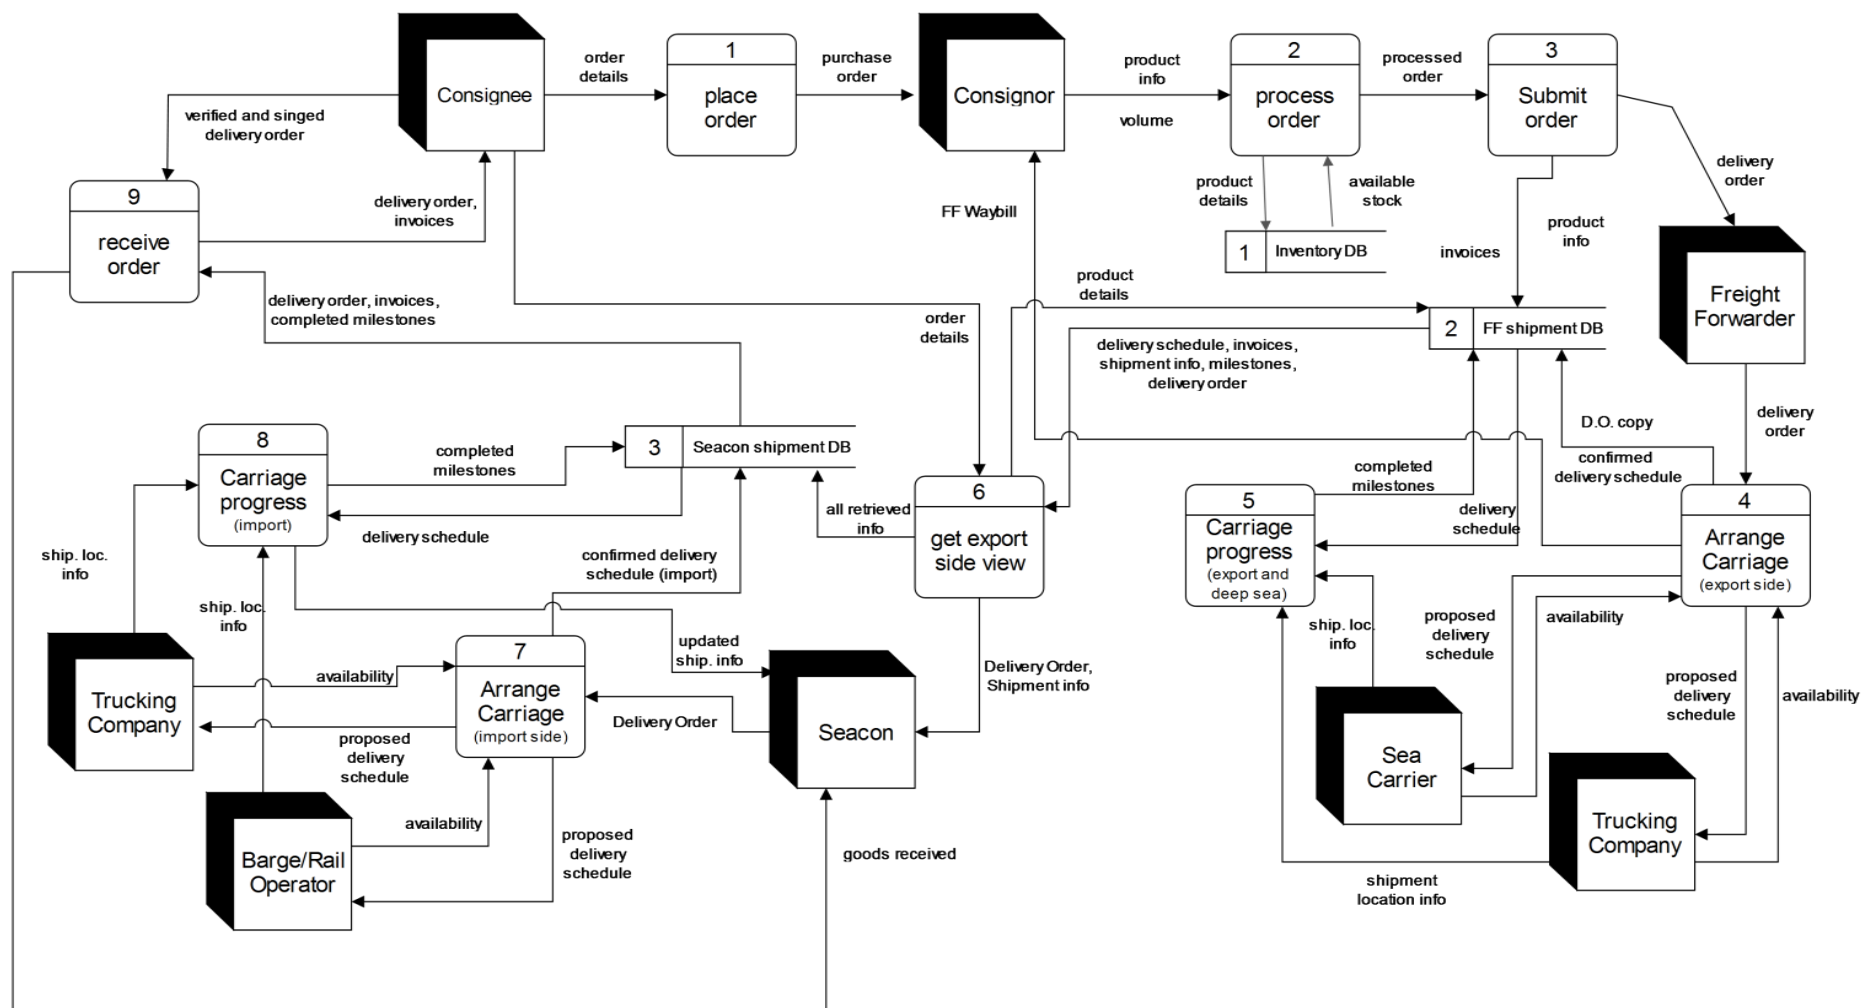 1
place
order
order
details
Consignee
purchase
order
Consignor
product
info
volume
2
process
order
processed
order
3
Submit
order
verified and singed
delivery order
9
receive
order
delivery order,
invoices
FF Waybill
product
details
available
stock
1
Inventory DB
invoices
product
info
delivery
order
Freight
Forwarder
delivery order, invoices,
completed milestones
order
details
product
details
2
FF shipment DB
delivery schedule, invoices,
shipment info, milestones,
delivery order
8
Carriage
progress
(import)
completed
milestones
3
Seacon shipment DB
delivery schedule
all retrieved
info
6
get export
side view
completed
milestones
D.O. copy
confirmed
delivery schedule
delivery
order
5
Carriage
progress
(export and
deep sea)
delivery
schedule
4
Arrange
Carriage
(export side)
ship. loc.
info
ship. loc.
info
confirmed delivery
schedule (import)
Trucking
Company
availability
7
Arrange
Carriage
(import side)
updated
ship. info
Delivery Order
Seacon
Delivery Order,
Shipment info
ship. loc.
info
proposed
delivery
schedule
availability
proposed
delivery
schedule
availability
proposed
delivery
schedule
Sea
Carrier
Trucking
Company
Barge/Rail
Operator
availability
proposed
delivery
schedule
goods received
shipment
location info